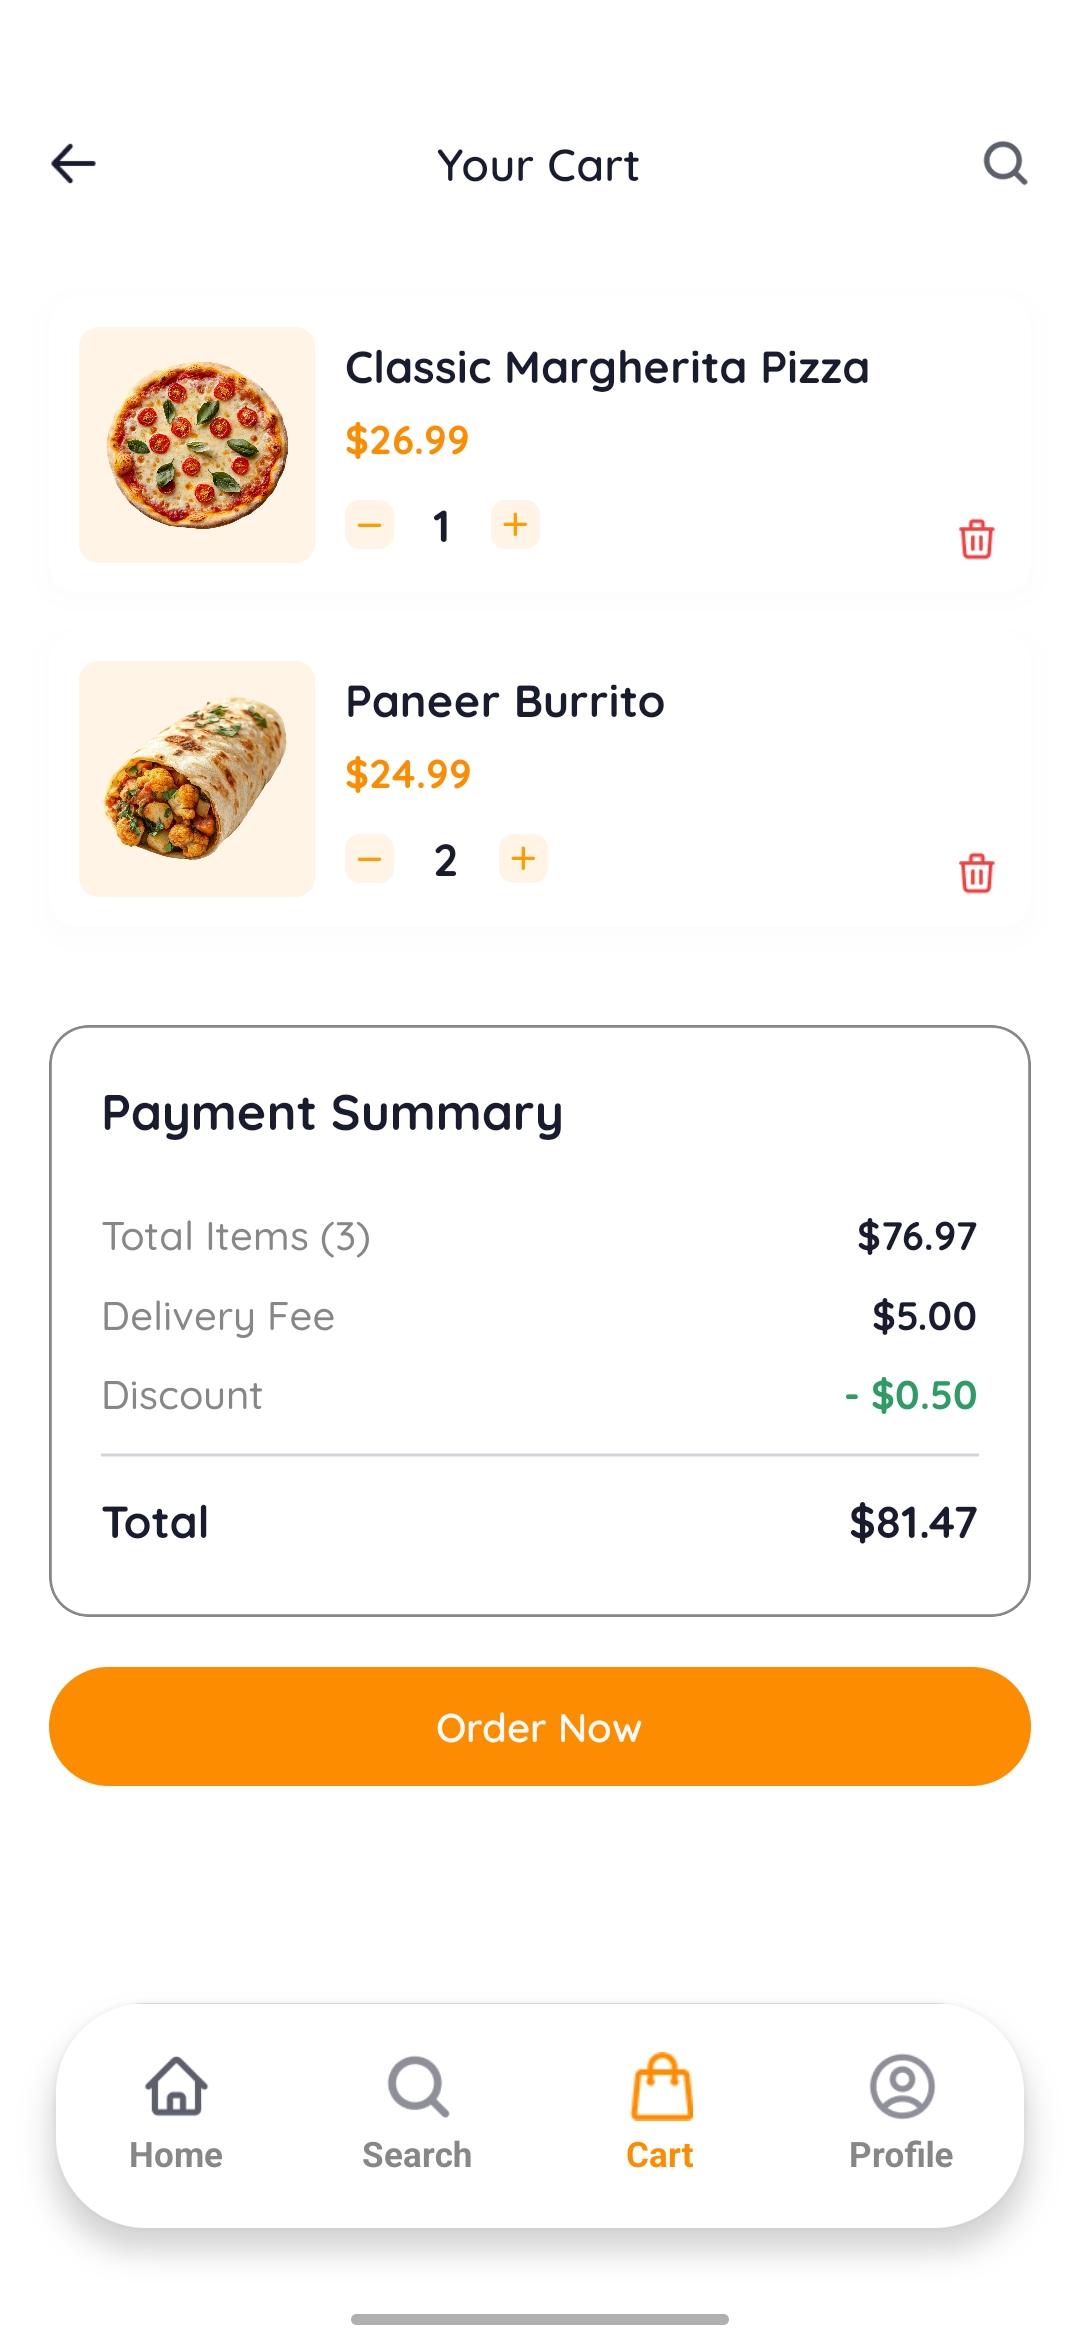 Your Cart
Classic Margherita Pizza
$26.99
1
Paneer Burrito
$24.99
2
Payment Summary
Total Items (3) $76.97
Delivery Fee $5.00
Discount - $0.50
Total $81.47
Order Now
Home Search Cart Profile